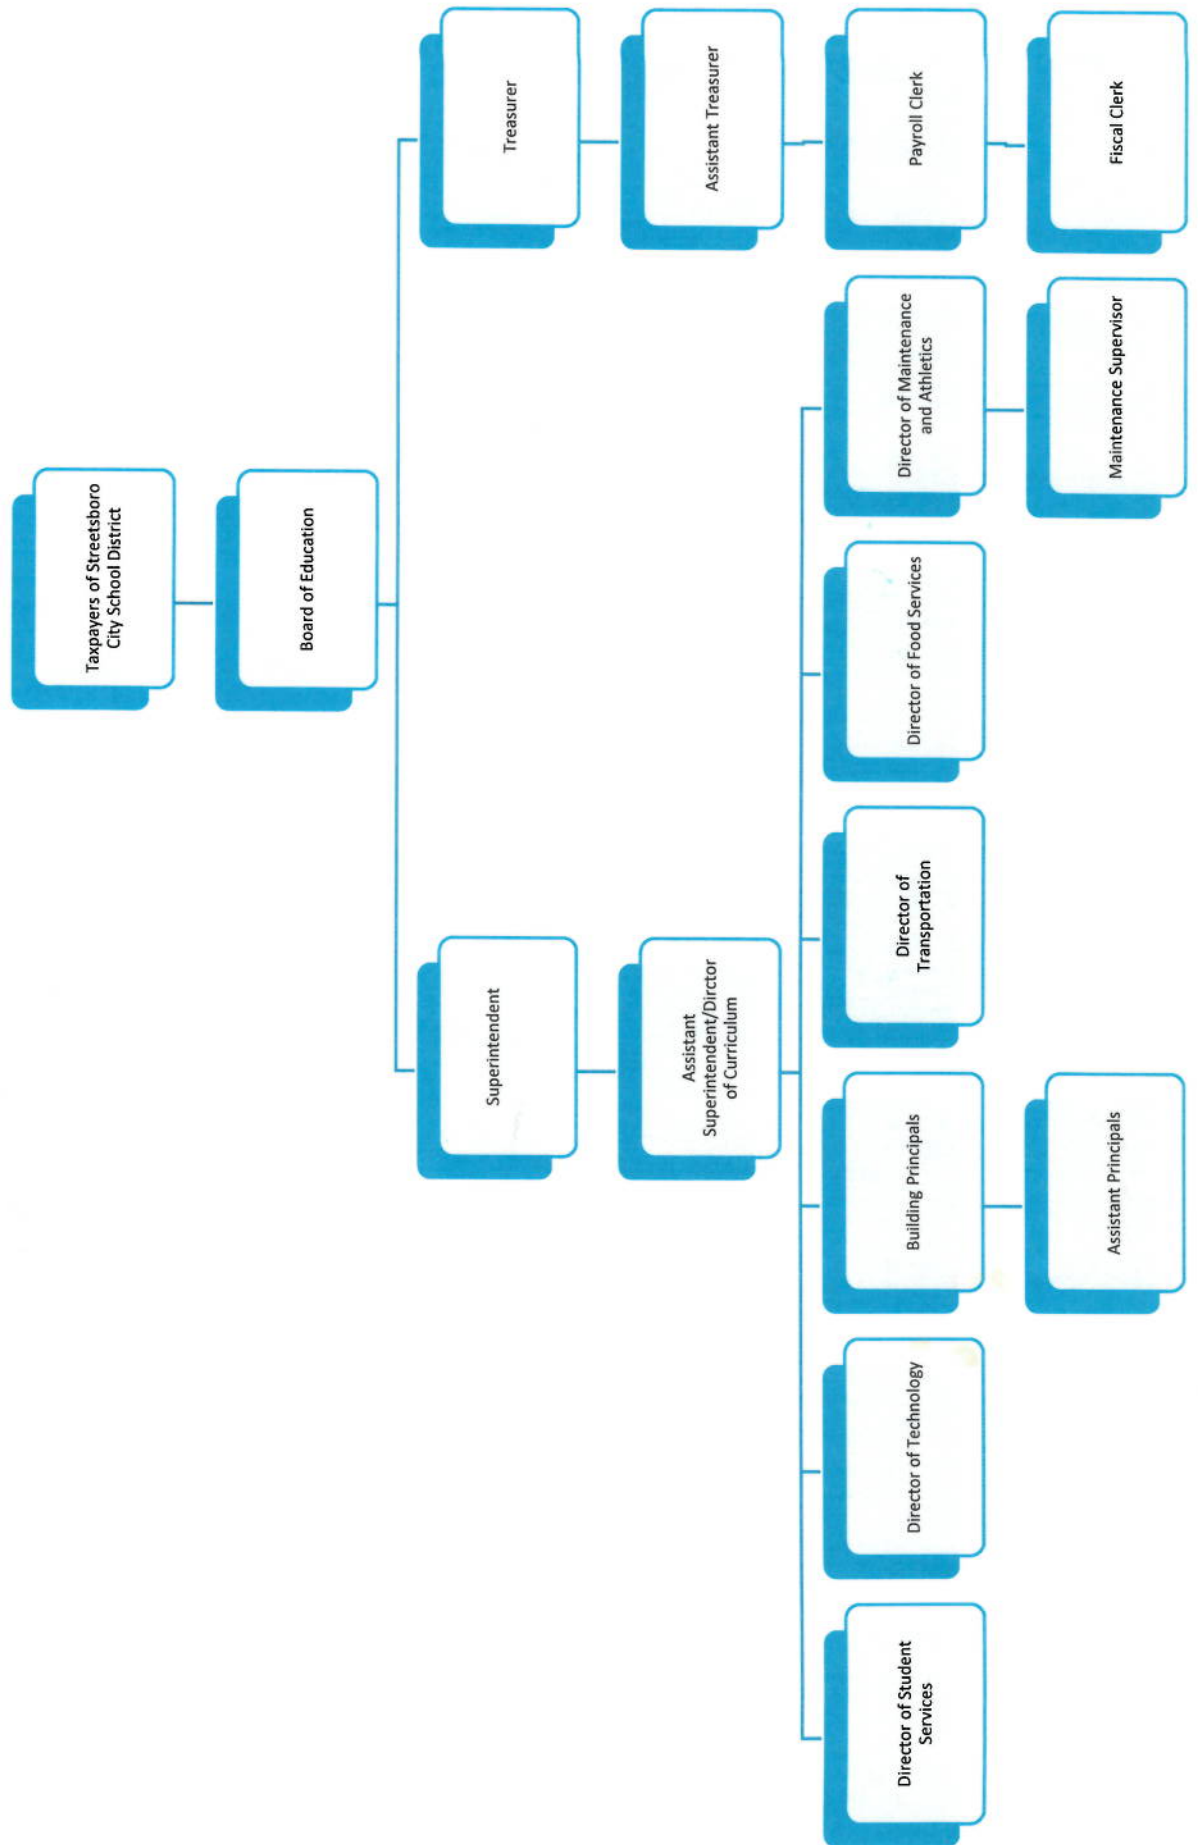 Taxpayers of Streetsboro
City School District
Board of Education
Superintendent
Treasurer
Assistant
Superintendent/Dirctor
of Curriculum
Assistant Treasurer
Director of Student
Services
Director of Technology
Building Principals
Director of
Transportation
Director of Food Services
Director of Maintenance
and Athletics
Payroll Clerk
Assistant Principals
Maintenance Supervisor
Fiscal Clerk